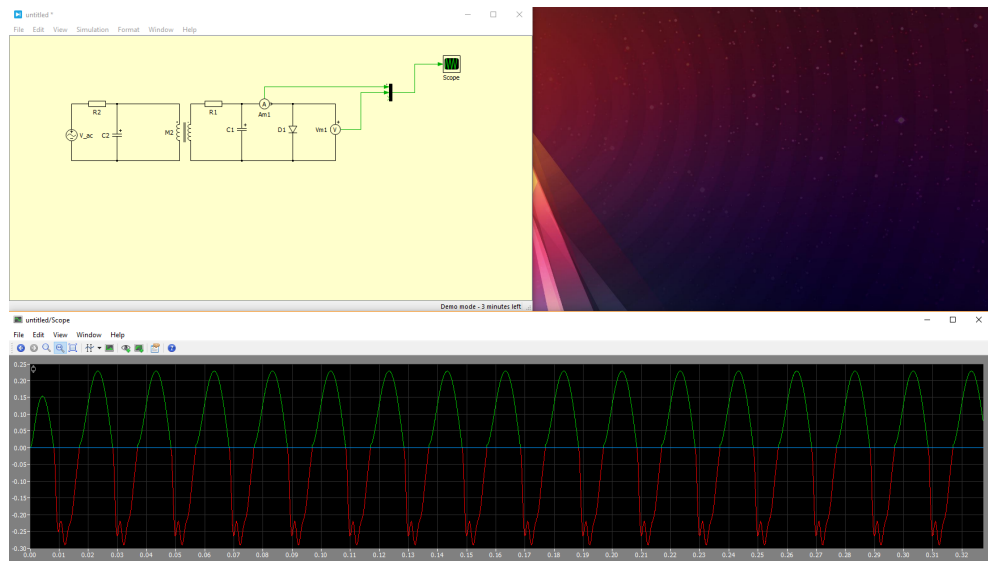 untitled *
File Edit View Simulation Format Window Help
Scope
R2
R1
Am1
A
V_ac
C2
M2
C1
D1
Vm1
V
Demo mode - 3 minutes left
untitled/Scope
File Edit View Window Help
0.25
0.20
0.15
0.10
0.05
0.00
-0.05
-0.10
-0.15
-0.20
-0.25
-0.30
0.00 0.01 0.02 0.03 0.04 0.05 0.06 0.07 0.08 0.09 0.10 0.11 0.12 0.13 0.14 0.15 0.16 0.17 0.18 0.19 0.20 0.21 0.22 0.23 0.24 0.25 0.26 0.27 0.28 0.29 0.30 0.31 0.32